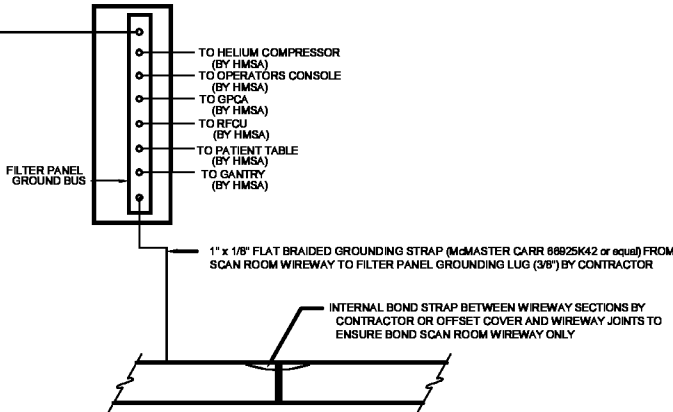 TO HELIUM COMPRESSOR
(BY HMSA)
TO OPERATORS CONSOLE
(BY HMSA)
TO GPCA
(BY HMSA)
TO RFCU
(BY HMSA)
TO PATIENT TABLE
(BY HMSA)
TO GANTRY
(BY HMSA)
FILTER PANEL
GROUND BUS
1" x 1/8" FLAT BRAIDED GROUNDING STRAP (McMASTER CARR 66925K42 or equal) FROM
SCAN ROOM WIREWAY TO FILTER PANEL GROUNDING LUG (3/8") BY CONTRACTOR
INTERNAL BOND STRAP BETWEEN WIREWAY SECTIONS BY
CONTRACTOR OR OFFSET COVER AND WIREWAY JOINTS TO
ENSURE BOND SCAN ROOM WIREWAY ONLY